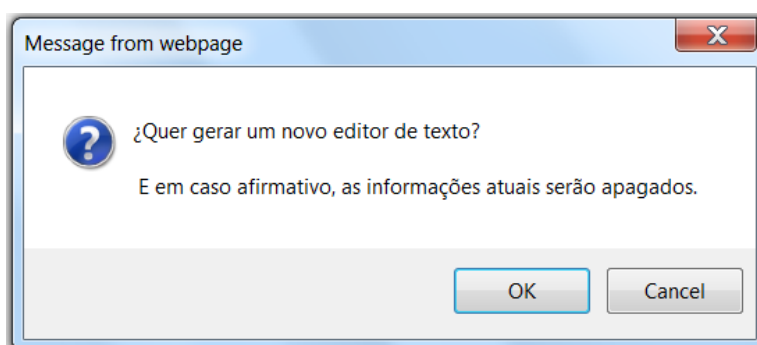 Message from webpage
¿Quer gerar um novo editor de texto?
E em caso afirmativo, as informações atuais serão apagados.
OK
Cancel